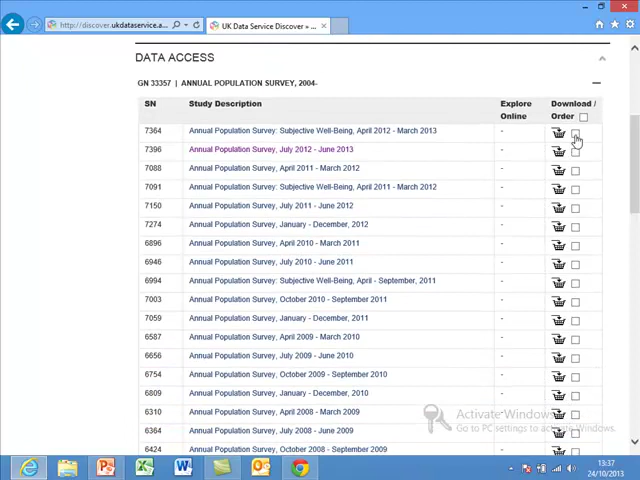 http://discover.ukdataservice.a...
UK Data Service Discover » ...
DATA ACCESS
GN 33357 | ANNUAL POPULATION SURVEY, 2004-
SN Study Description Explore Online Download / Order
7364 Annual Population Survey: Subjective Well-Being, April 2012 - March 2013 -
7396 Annual Population Survey, July 2012 - June 2013 -
7088 Annual Population Survey, April 2011 - March 2012 -
7091 Annual Population Survey: Subjective Well-Being, April 2011 - March 2012 -
7150 Annual Population Survey, July 2011 - June 2012 -
7274 Annual Population Survey, January - December, 2012 -
6896 Annual Population Survey, April 2010 - March 2011 -
6946 Annual Population Survey, July 2010 - June 2011 -
6994 Annual Population Survey: Subjective Well-Being, April - September, 2011 -
7003 Annual Population Survey, October 2010 - September 2011 -
7059 Annual Population Survey, January - December, 2011 -
6587 Annual Population Survey, April 2009 - March 2010 -
6656 Annual Population Survey, July 2009 - June 2010 -
6754 Annual Population Survey, October 2009 - September 2010 -
6809 Annual Population Survey, January - December, 2010 -
6310 Annual Population Survey, April 2008 - March 2009
6364 Annual Population Survey, July 2008 - June 2009
6424 Annual Population Survey, October 2008 - September 2009
Activate Windows
Go to PC settings to activate Windows.
13:37
24/10/2013